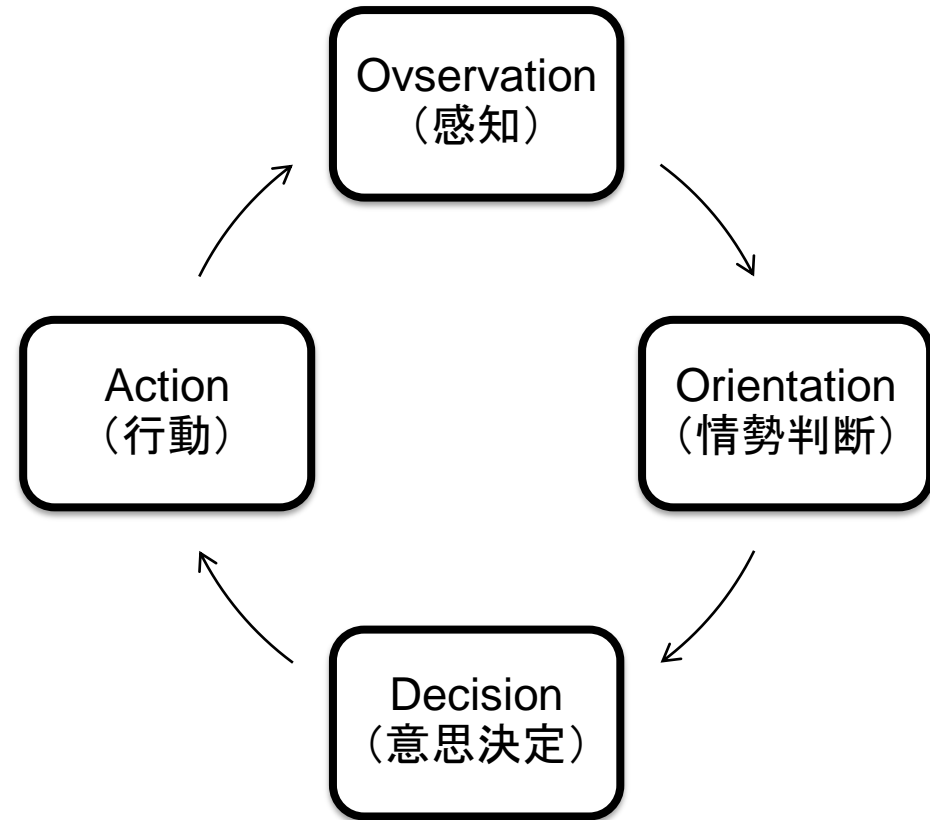 Ovservation
（感知）
Orientation
（情勢判断）
Decision
（意思決定）
Action
（行動）